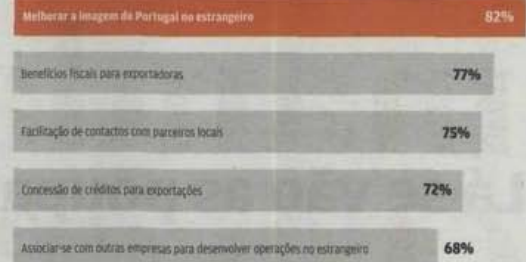 Melhorar a imagem de Portugal no estrangeiro 82%
Benefícios fiscais para exportadoras 77%
Facilitação de contactos com parceiros locais 75%
Concessão de créditos para exportações 72%
Associar-se com outras empresas para desenvolver operações no estrangeiro 68%